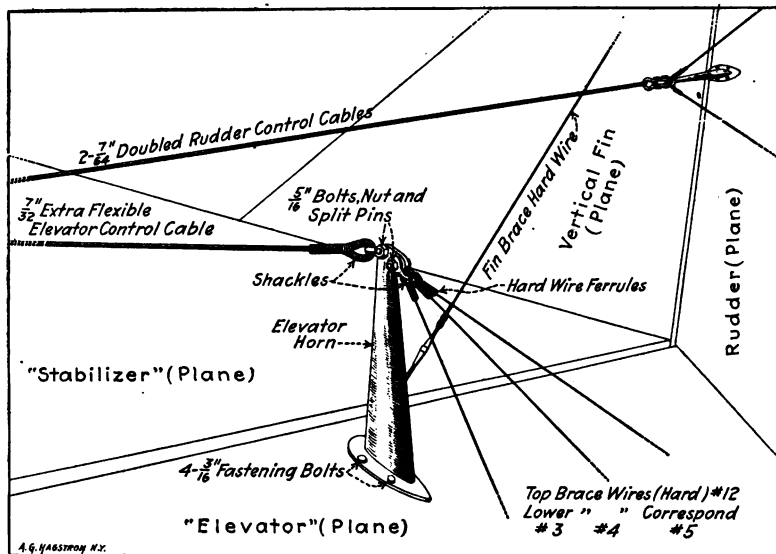 2-7/64" Doubled Rudder Control Cables
5/16" Bolts, Nut and
Split Pins
7/32" Extra Flexible
Elevator Control Cable
Fin Brace Hard Wire
Vertical Fin
(Plane)
Rudder (Plane)
Shackles
Hard Wire Ferrules
Elevator
Horn
"Stabilizer" (Plane)
4-3/16" Fastening Bolts
"Elevator" (Plane)
Top Brace Wires (Hard) #12
Lower " " Correspond
#3 #4 #5
A.G. HAGSTROM N.Y.